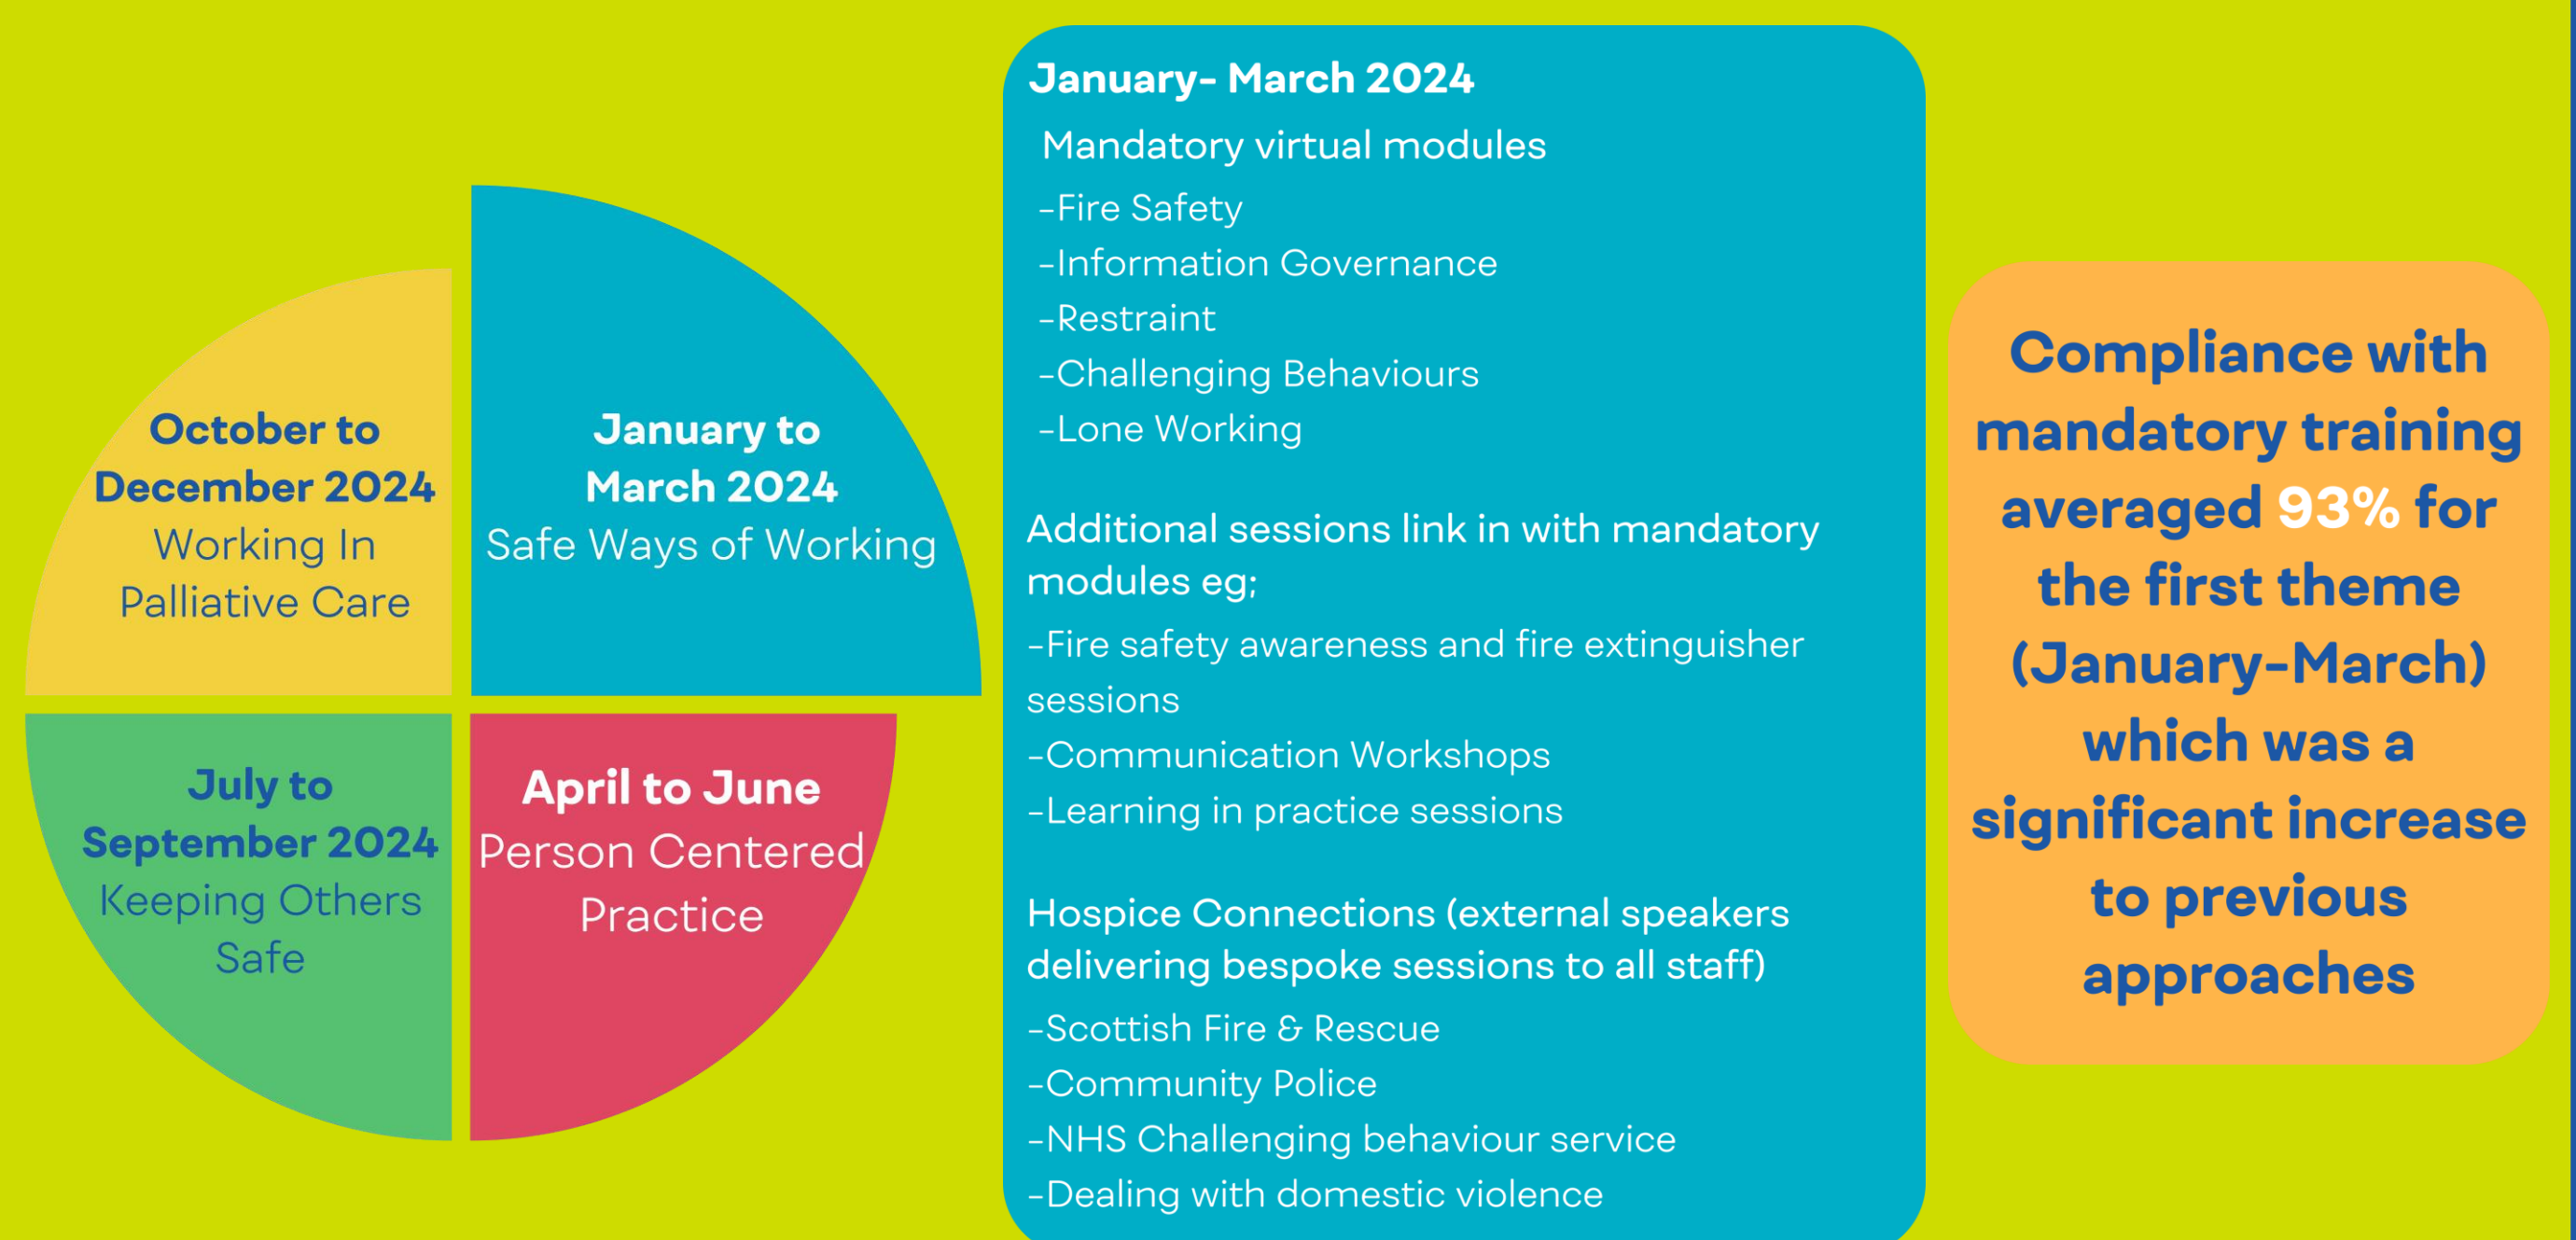 October to
December 2024
Working In
Palliative Care
January to
March 2024
Safe Ways of Working
July to
September 2024
Keeping Others
Safe
April to June
Person Centered
Practice
January- March 2024
Mandatory virtual modules
-Fire Safety
-Information Governance
-Restraint
-Challenging Behaviours
-Lone Working
Additional sessions link in with mandatory
modules eg;
-Fire safety awareness and fire extinguisher
sessions
-Communication Workshops
-Learning in practice sessions
Hospice Connections (external speakers
delivering bespoke sessions to all staff)
-Scottish Fire & Rescue
-Community Police
-NHS Challenging behaviour service
-Dealing with domestic violence
Compliance with
mandatory training
averaged 93% for
the first theme
(January-March)
which was a
significant increase
to previous
approaches